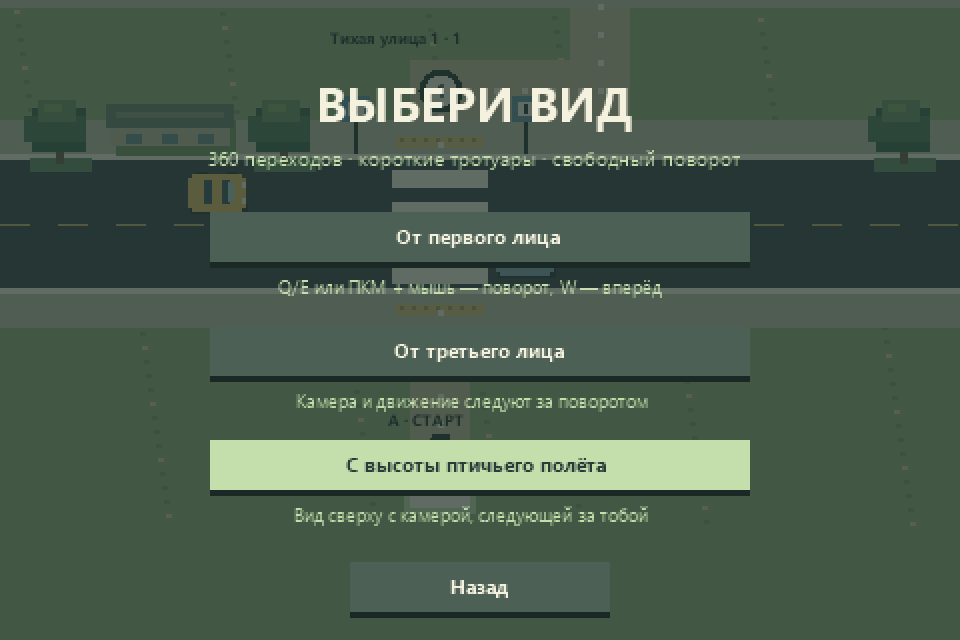 Тихая улица 1 · 1
ВЫБЕРИ ВИД
360 переходов · короткие тротуары · свободный поворот
От первого лица
Q/E или ПКМ + мышь — поворот, W — вперёд
От третьего лица
Камера и движение следуют за поворотом
А · СТАРТ
С высоты птичьего полёта
Вид сверху с камерой, следующей за тобой
Назад